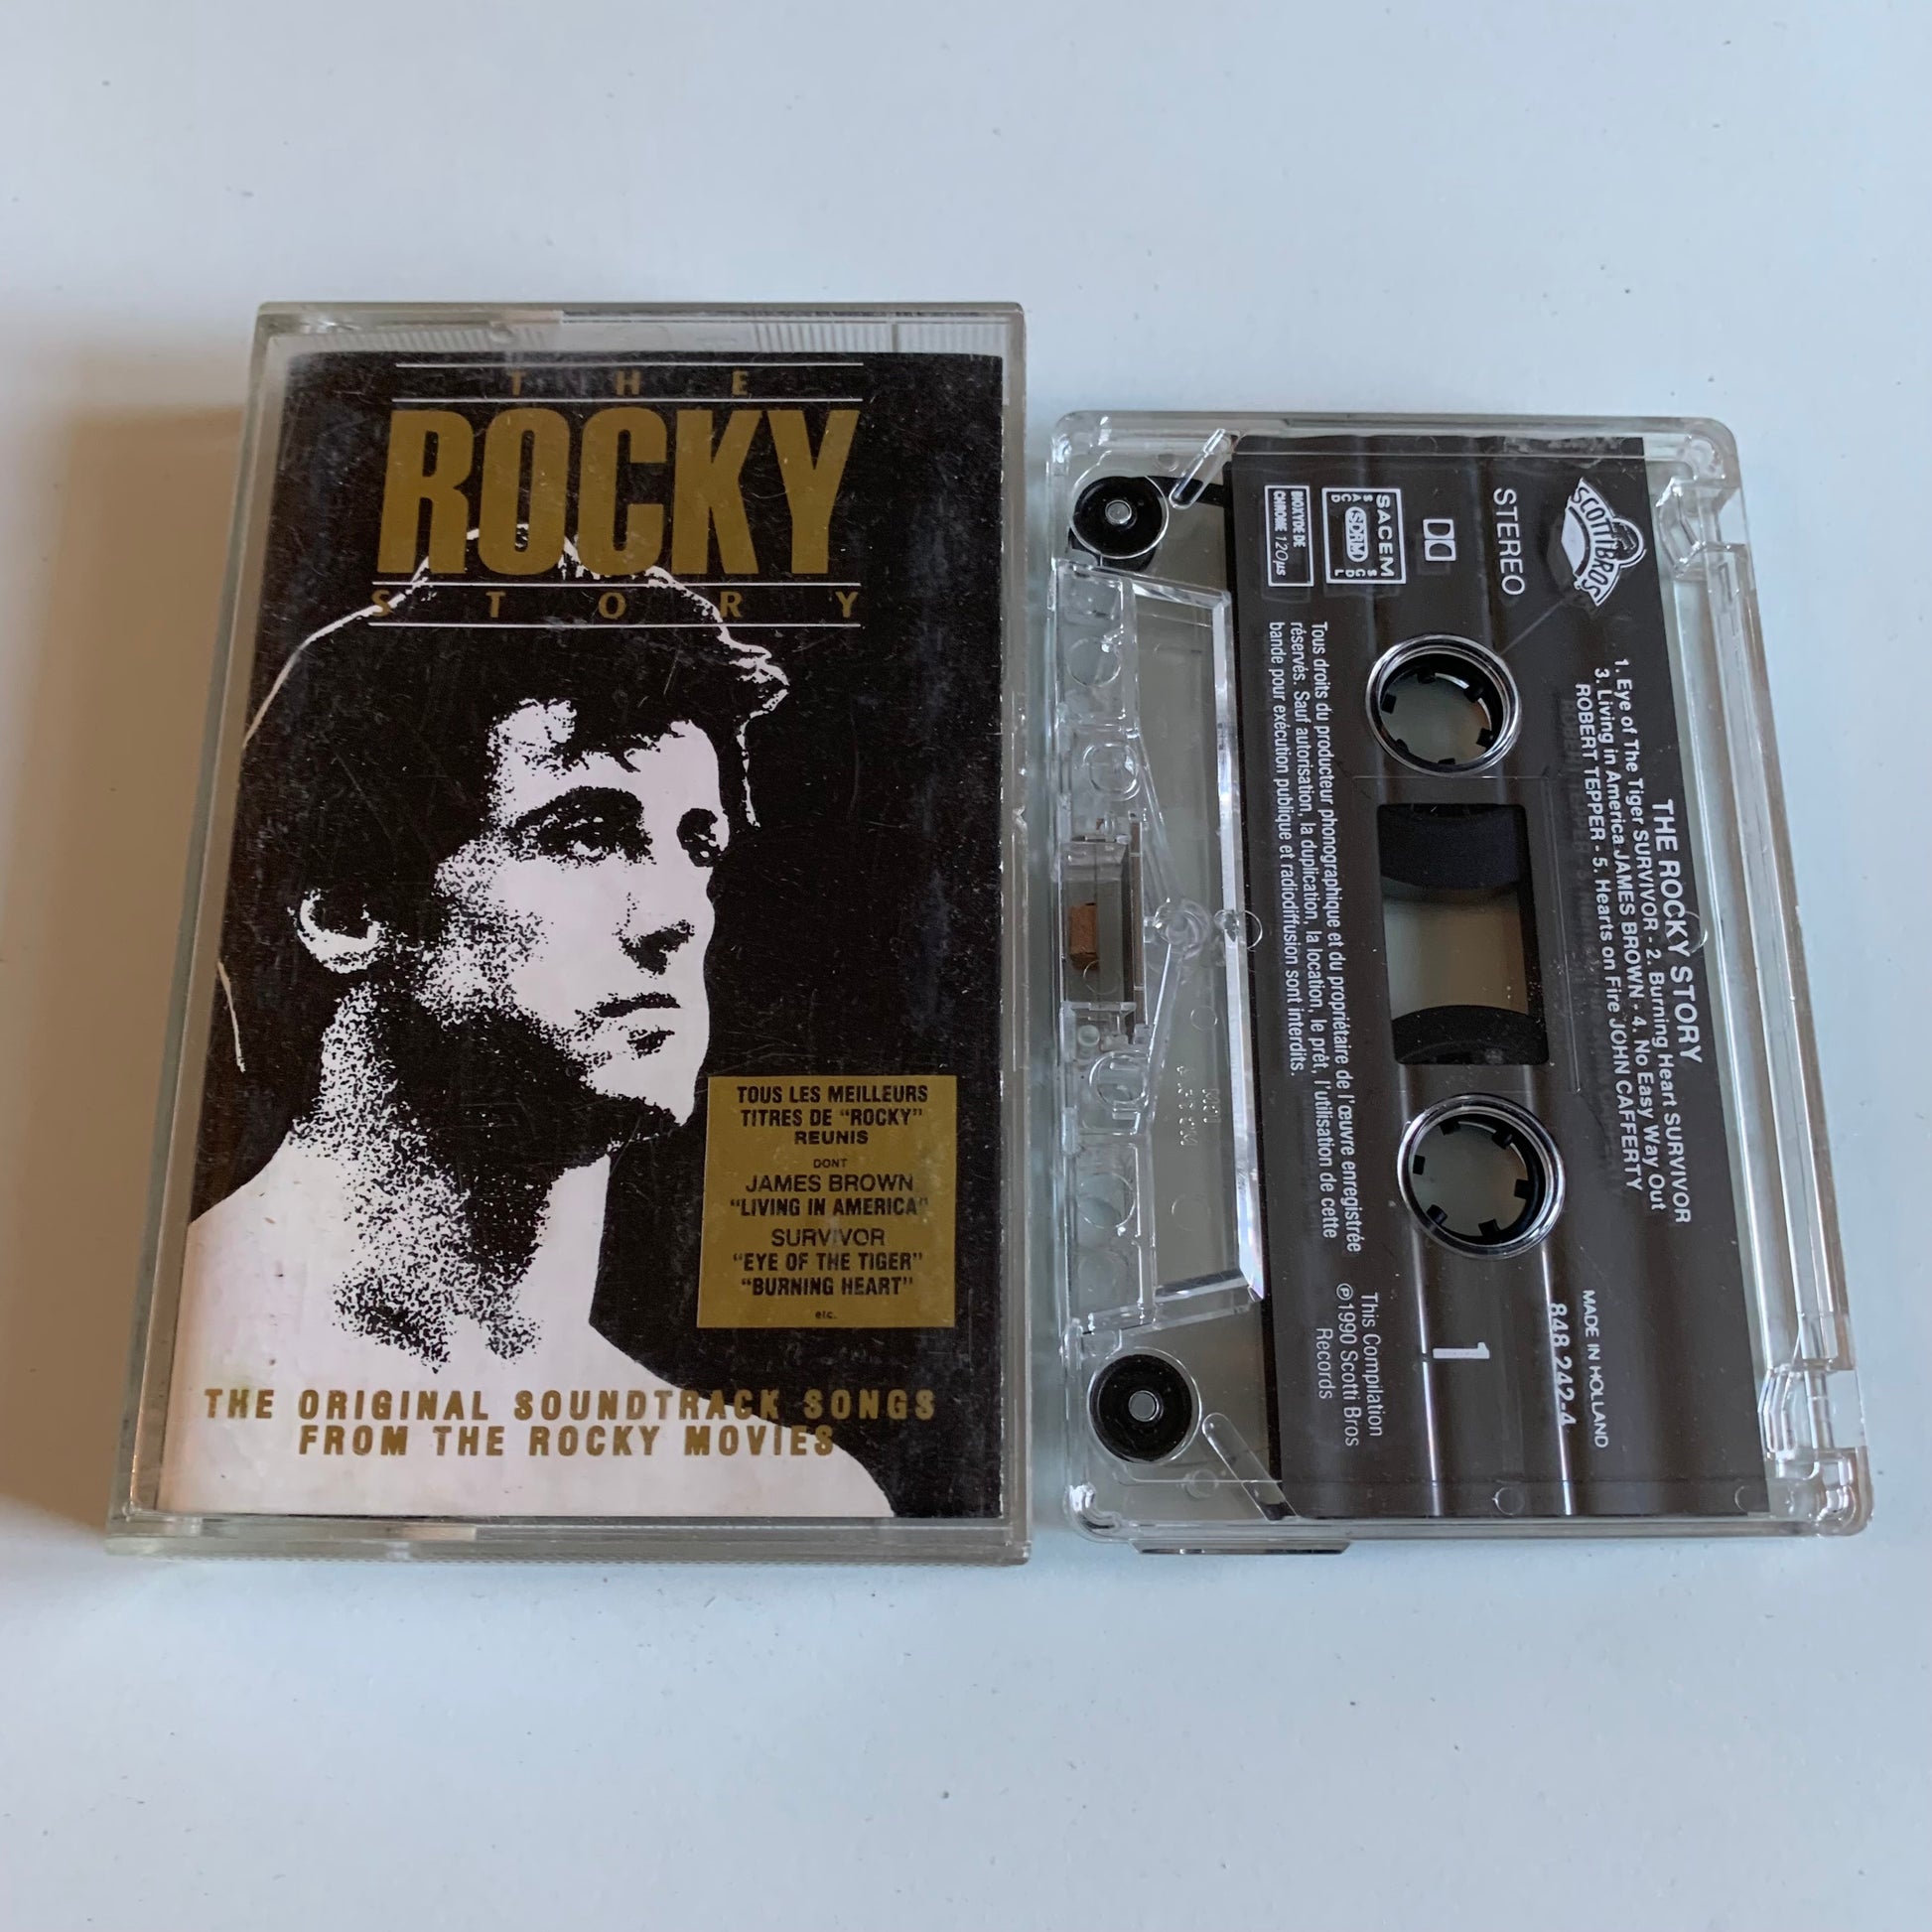 THE
ROCKY
STORY
TOUS LES MEILLEURS
TITRES DE "ROCKY"
REUNIS
DONT
JAMES BROWN
"LIVING IN AMERICA"
SURVIVOR
"EYE OF THE TIGER"
"BURNING HEART"
etc.
THE ORIGINAL SOUNDTRACK SONGS
FROM THE ROCKY MOVIES
SCOTTI BROS
STEREO
SACEM
SDRM
SACD
SGDL
BIOXYDE DE
CHROME 120µs
THE ROCKY STORY
1. Eye of The Tiger SURVIVOR - 2. Burning Heart SURVIVOR
3. Living in America JAMES BROWN - 4. No Easy Way Out
ROBERT TEPPER - 5. Hearts on Fire JOHN CAFFERTY
Tous droits du producteur phonographique et du propriétaire de l'œuvre enregistrée
réservés. Sauf autorisation, la duplication, la location, le prêt, l'utilisation de cette
bande pour exécution publique et radiodiffusion sont interdits.
MADE IN HOLLAND
848 242-4
1
This Compilation
℗1990 Scotti Bros
Records